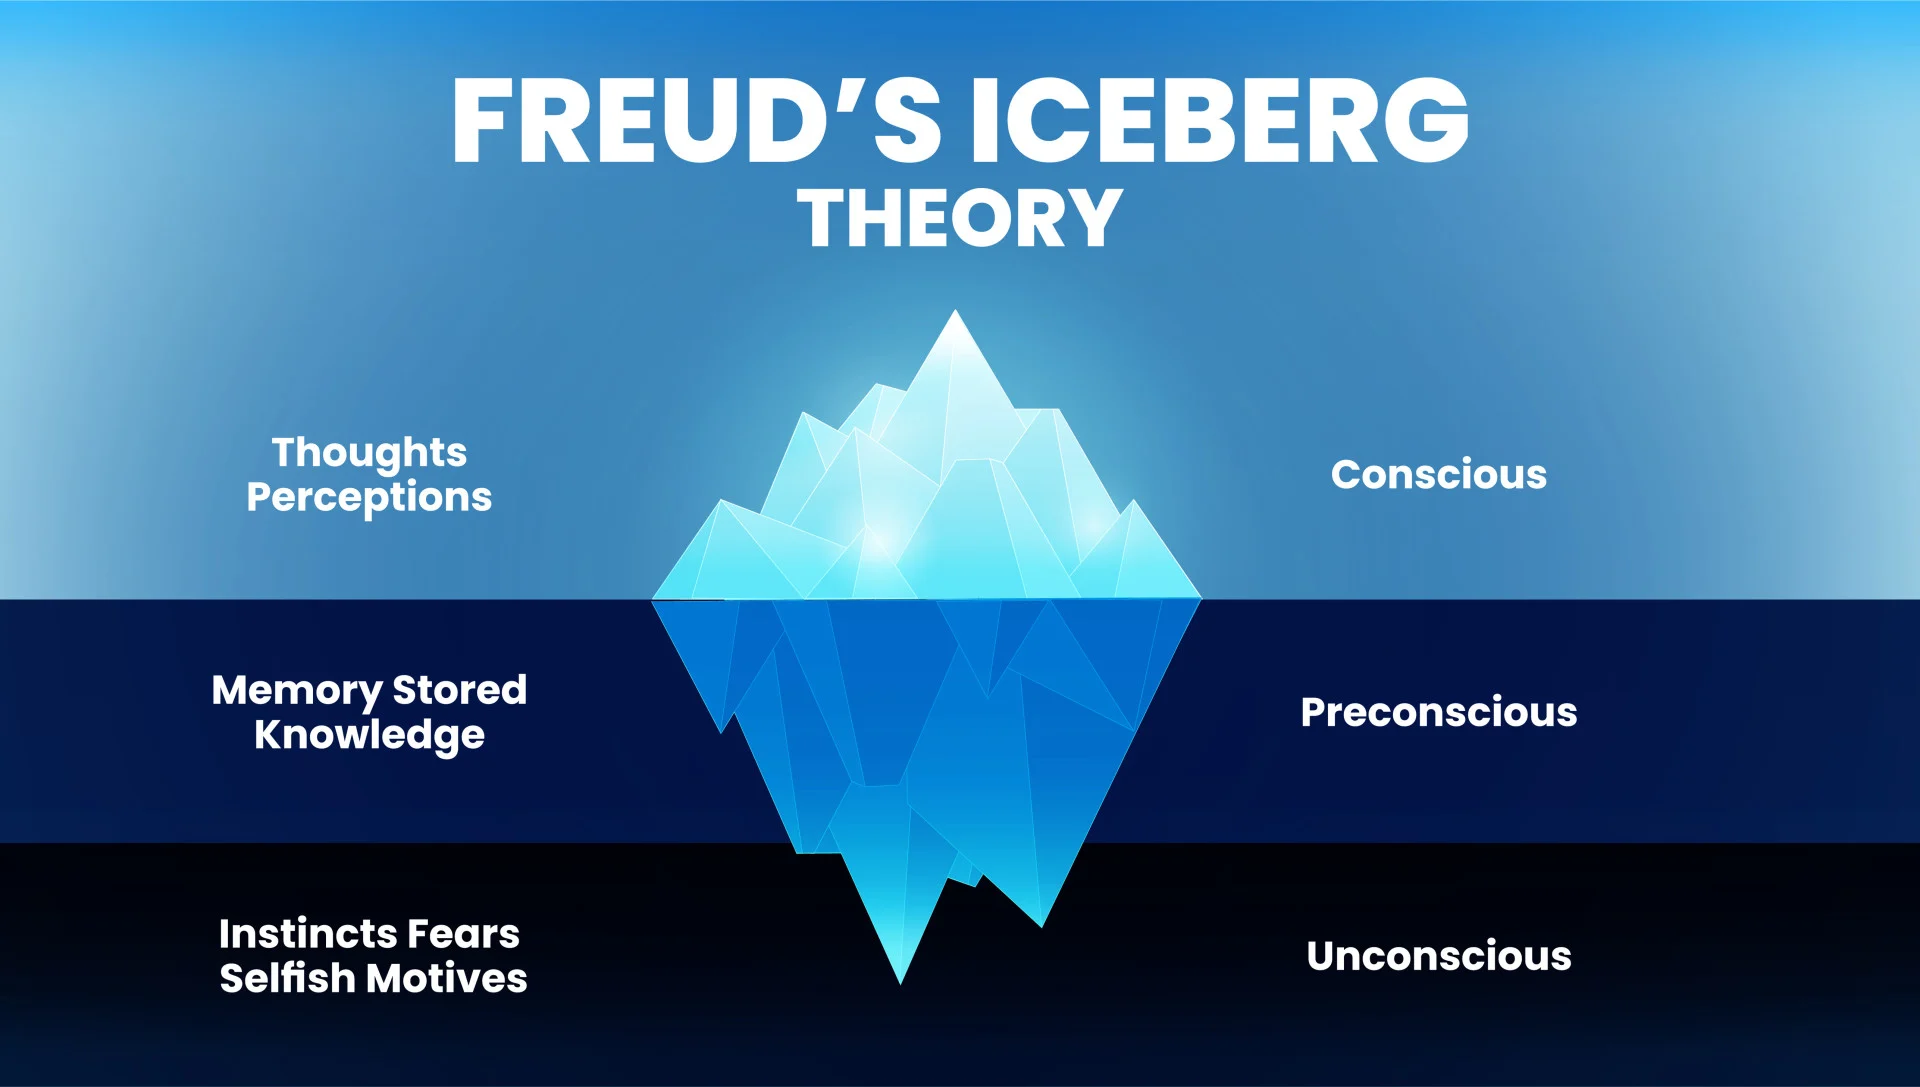 FREUD’S ICEBERG
THEORY
Thoughts
Perceptions
Conscious
Memory Stored
Knowledge
Preconscious
Instincts Fears
Selfish Motives
Unconscious